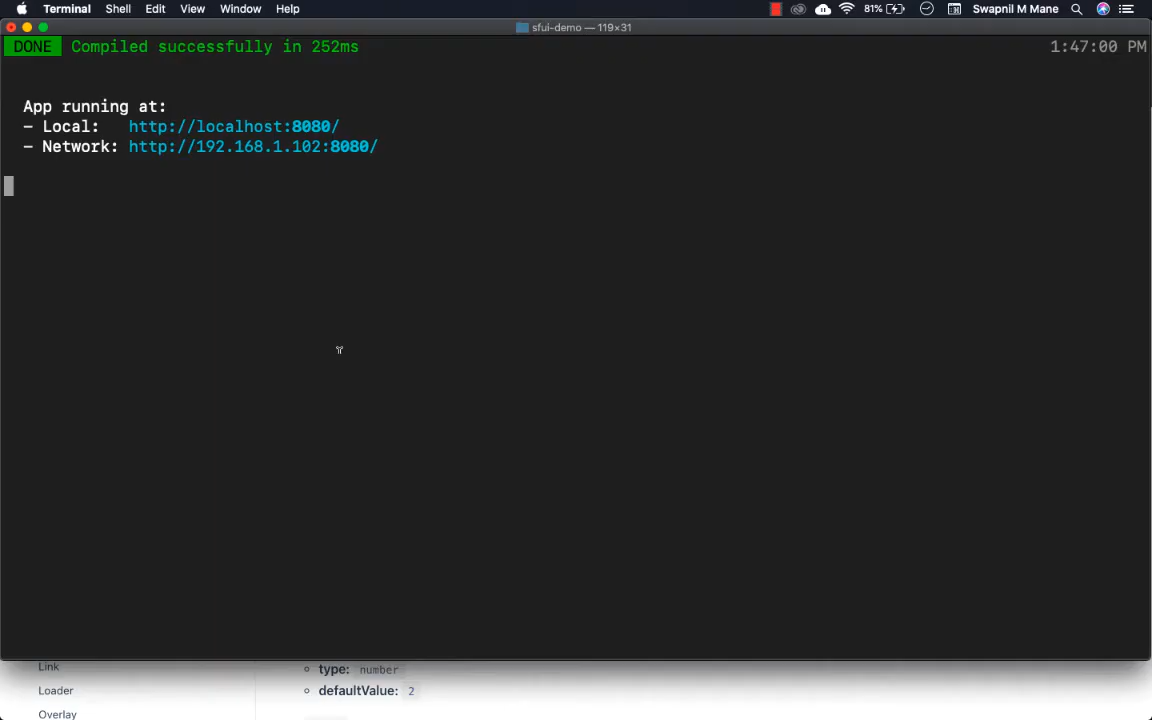 Terminal Shell Edit View Window Help 81% Swapnil M Mane
sfui-demo — 119×31
DONE Compiled successfully in 252ms 1:47:00 PM
App running at:
- Local: http://localhost:8080/
- Network: http://192.168.1.102:8080/
Link
type: number
Loader
defaultValue: 2
Overlay